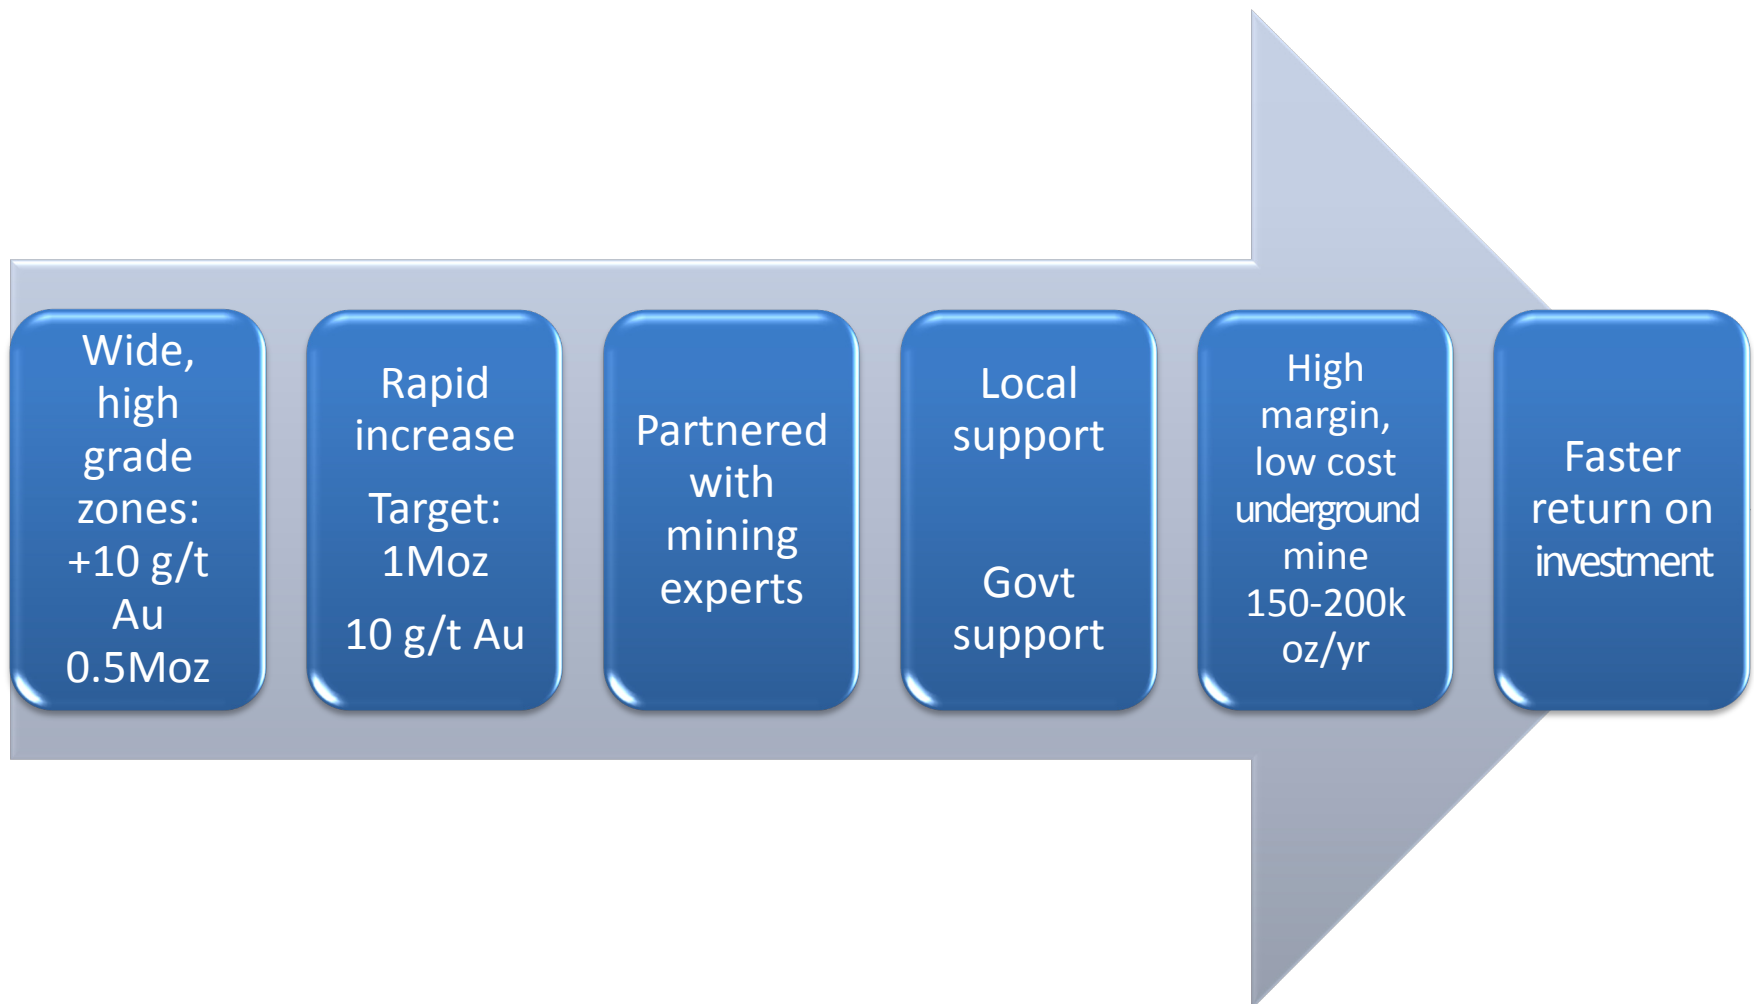 Wide,
high
grade
zones:
+10 g/t
Au
0.5Moz
Rapid
increase
Target:
1Moz
10 g/t Au
Partnered
with
mining
experts
Local
support
Govt
support
High
margin,
low cost
underground
mine
150-200k
oz/yr
Faster
return on
investment